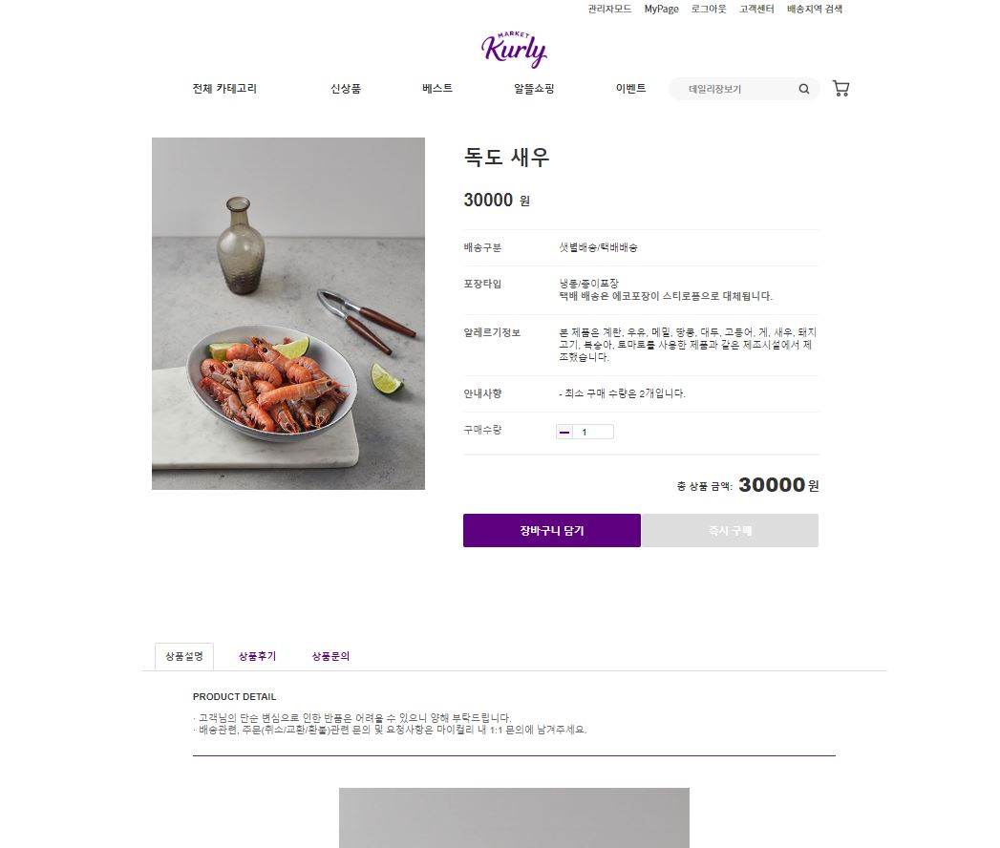 관리자모드 MyPage 로그아웃 고객센터 배송지역 검색
MARKET
Kurly
전체 카테고리 신상품 베스트 알뜰쇼핑 이벤트 데일리장보기
독도 새우
30000 원
배송구분 샛별배송/택배배송
포장타입 냉동/종이포장
택배 배송은 에코포장이 스티로폼으로 대체됩니다.
알레르기정보 본 제품은 계란, 우유, 메밀, 땅콩, 대두, 고등어, 게, 새우, 돼지
고기, 복숭아, 토마토를 사용한 제품과 같은 제조시설에서 제
조했습니다.
안내사항 - 최소 구매 수량은 2개입니다.
구매수량 1
총 상품 금액: 30000 원
장바구니 담기 즉시 구매
상품설명 상품후기 상품문의
PRODUCT DETAIL
· 고객님의 단순 변심으로 인한 반품은 어려울 수 있으니 양해 부탁드립니다.
· 배송관련, 주문(취소/교환/환불)관련 문의 및 요청사항은 마이컬리 내 1:1 문의에 남겨주세요.